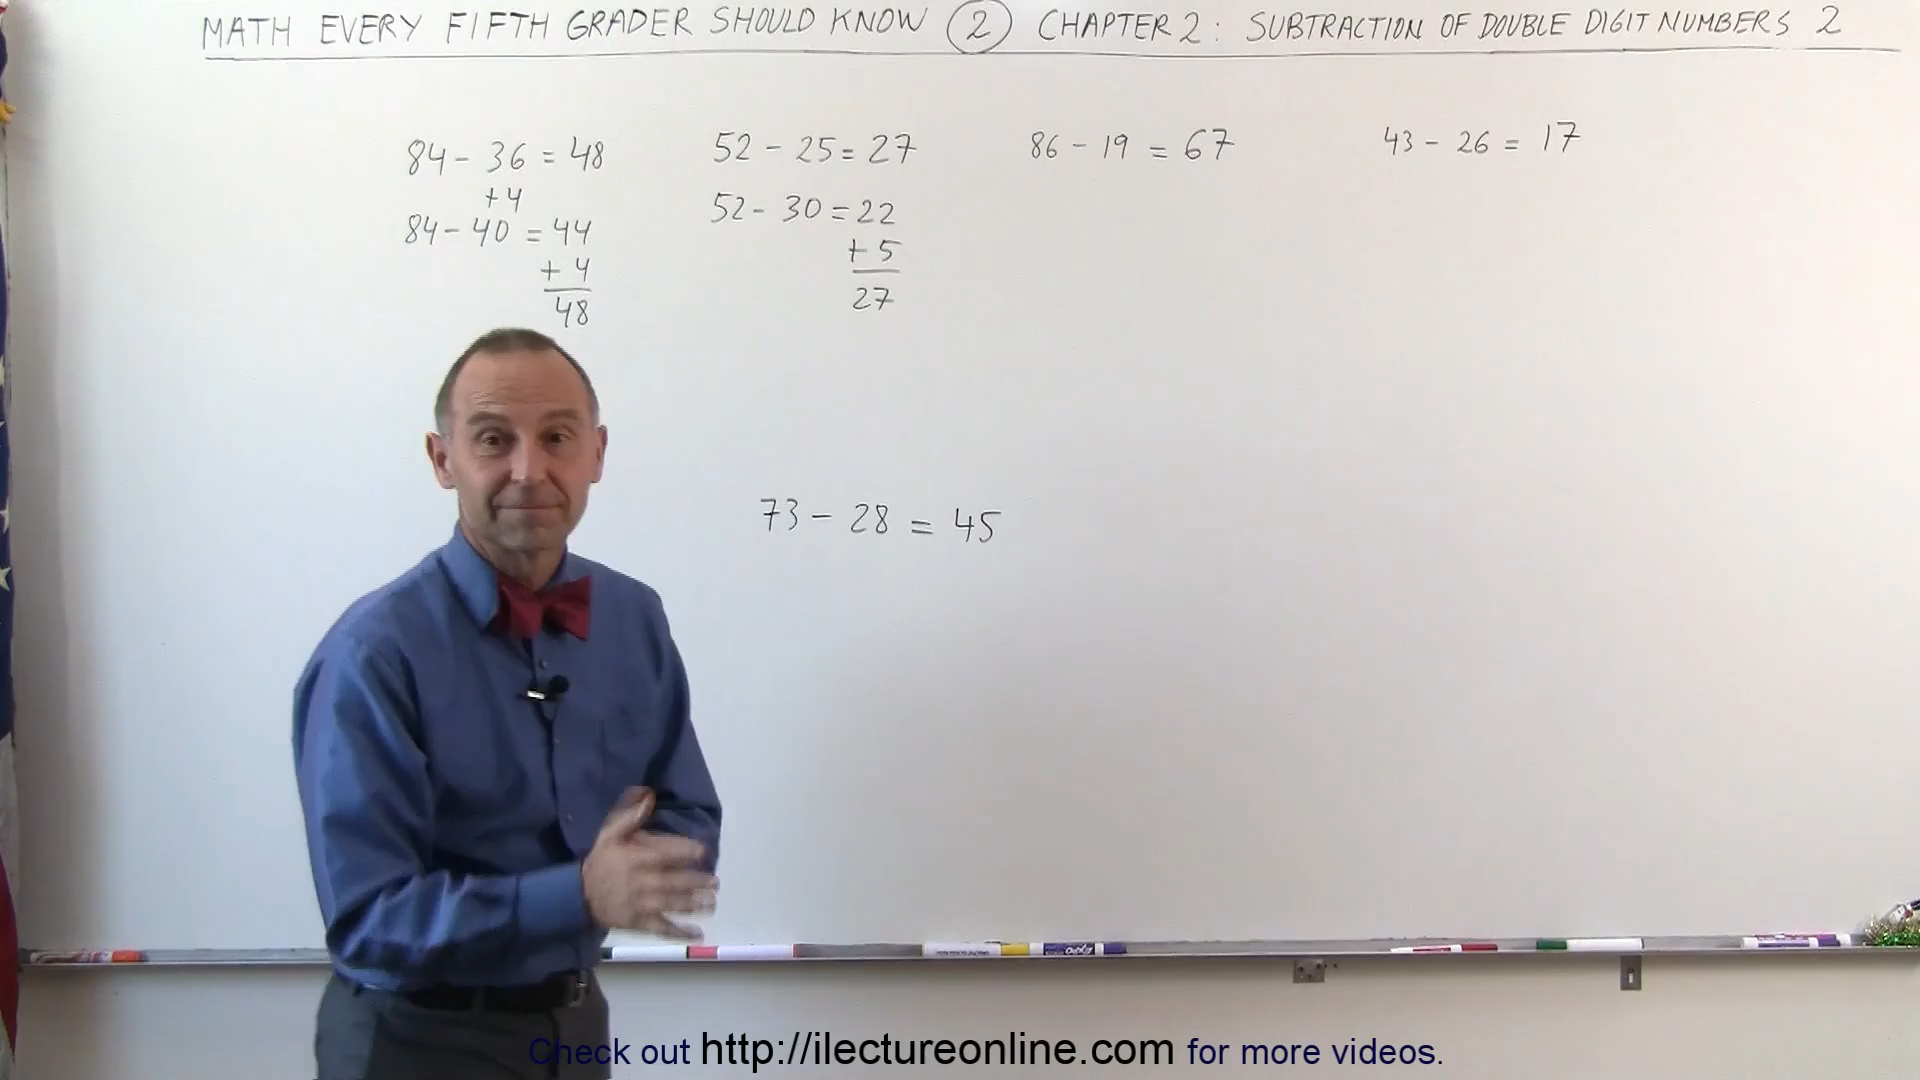 MATH EVERY FIFTH GRADER SHOULD KNOW 2 CHAPTER 2: SUBTRACTION OF DOUBLE DIGIT NUMBERS 2
84 - 36 = 48
+4
84 - 40 = 44
+ 4
48
52 - 25 = 27
52 - 30 = 22
+ 5
27
86 - 19 = 67
43 - 26 = 17
73 - 28 = 45
Check out http://ilectureonline.com for more videos.